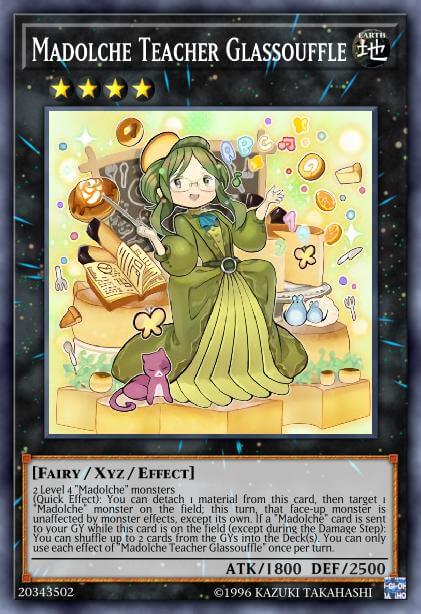 MADOLCHE TEACHER GLASSOUFFLE
EARTH
地
ABC
[FAIRY / XYZ / EFFECT]
2 Level 4 "Madolche" monsters
(Quick Effect): You can detach 1 material from this card, then target 1
"Madolche" monster on the field; this turn, that face-up monster is
unaffected by monster effects, except its own. If a "Madolche" card is sent
to your GY while this card is on the field (except during the Damage Step):
You can shuffle up to 2 cards from the GYs into the Deck(s). You can only
use each effect of "Madolche Teacher Glassouffle" once per turn.
ATK/1800 DEF/2500
20343502
©1996 KAZUKI TAKAHASHI